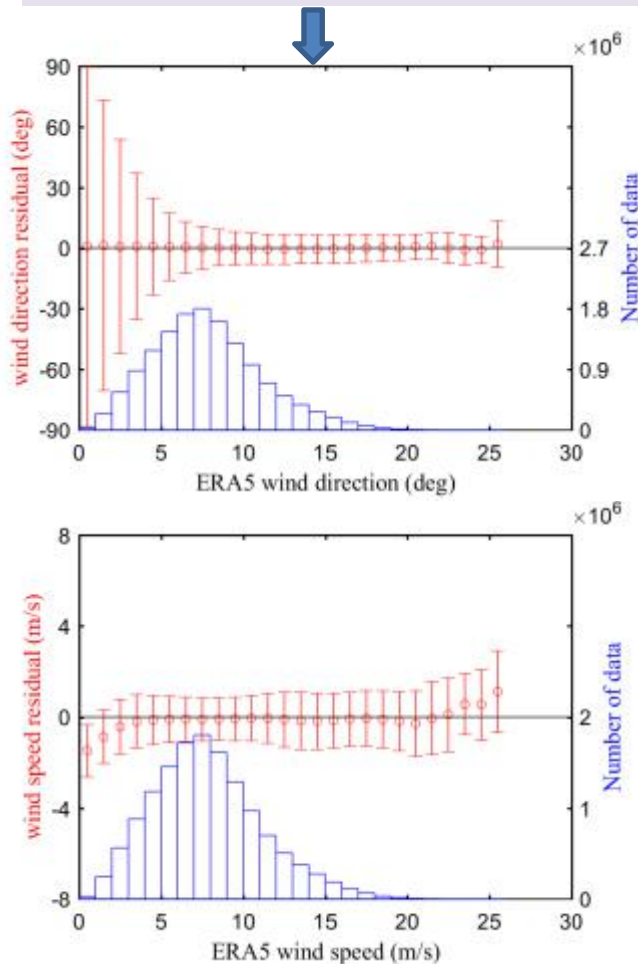 ×10⁶
90
60
30
0
-30
-60
-90
wind direction residual (deg)
2.7
1.8
0.9
0
Number of data
0 5 10 15 20 25 30
ERA5 wind direction (deg)
×10⁶
8
4
0
-4
-8
wind speed residual (m/s)
2
1
0
Number of data
0 5 10 15 20 25 30
ERA5 wind speed (m/s)